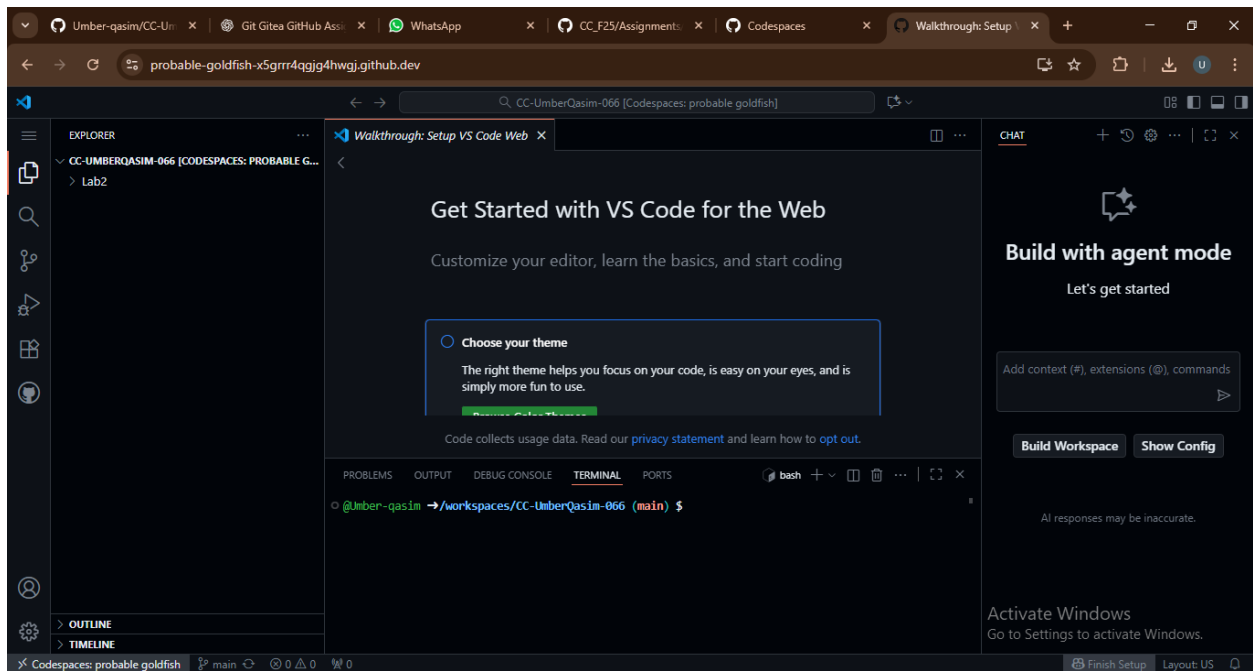 Umber-qasim/CC-Um
Git Gitea GitHub Assi
WhatsApp
CC_F25/Assignments
Codespaces
Walkthrough: Setup V
probable-goldfish-x5grrr4qgjg4hwgj.github.dev
U
CC-UmberQasim-066 [Codespaces: probable goldfish]
EXPLORER
CC-UMBERQASIM-066 [CODESPACES: PROBABLE G...
Lab2
OUTLINE
TIMELINE
Walkthrough: Setup VS Code Web
Get Started with VS Code for the Web
Customize your editor, learn the basics, and start coding
Choose your theme
The right theme helps you focus on your code, is easy on your eyes, and is
simply more fun to use.
Browse Color Themes
Code collects usage data. Read our privacy statement and learn how to opt out.
PROBLEMS OUTPUT DEBUG CONSOLE TERMINAL PORTS
bash
@Umber-qasim ➜/workspaces/CC-UmberQasim-066 (main) $
CHAT
Build with agent mode
Let's get started
Add context (#), extensions (@), commands
Build Workspace Show Config
AI responses may be inaccurate.
Activate Windows
Go to Settings to activate Windows.
Codespaces: probable goldfish main 0 0 0
Finish Setup Layout: US